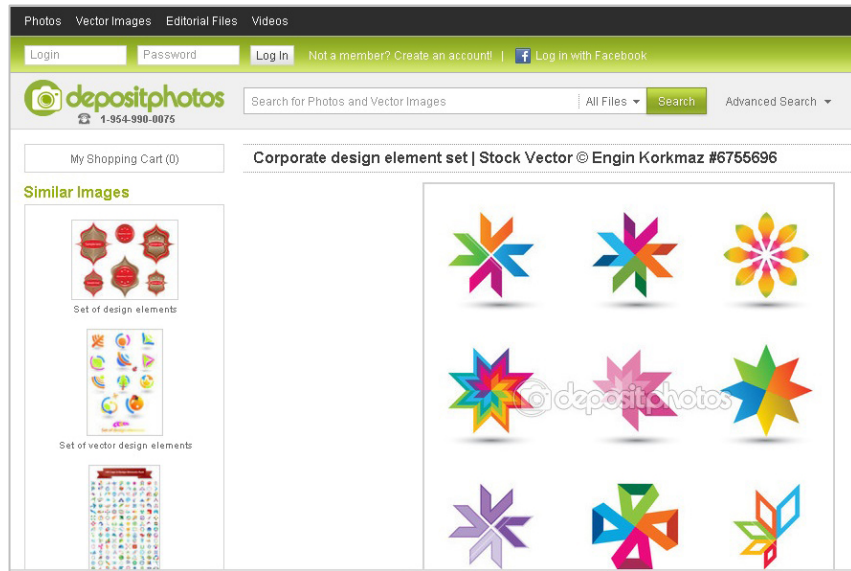 Photos Vector Images Editorial Files Videos
Login Password Log In Not a member? Create an account! | Log in with Facebook
depositphotos
1-954-990-0075
Search for Photos and Vector Images All Files Search Advanced Search
My Shopping Cart (0)
Corporate design element set | Stock Vector © Engin Korkmaz #6755696
Similar Images
Set of design elements
Set of vector design elements
depositphotos